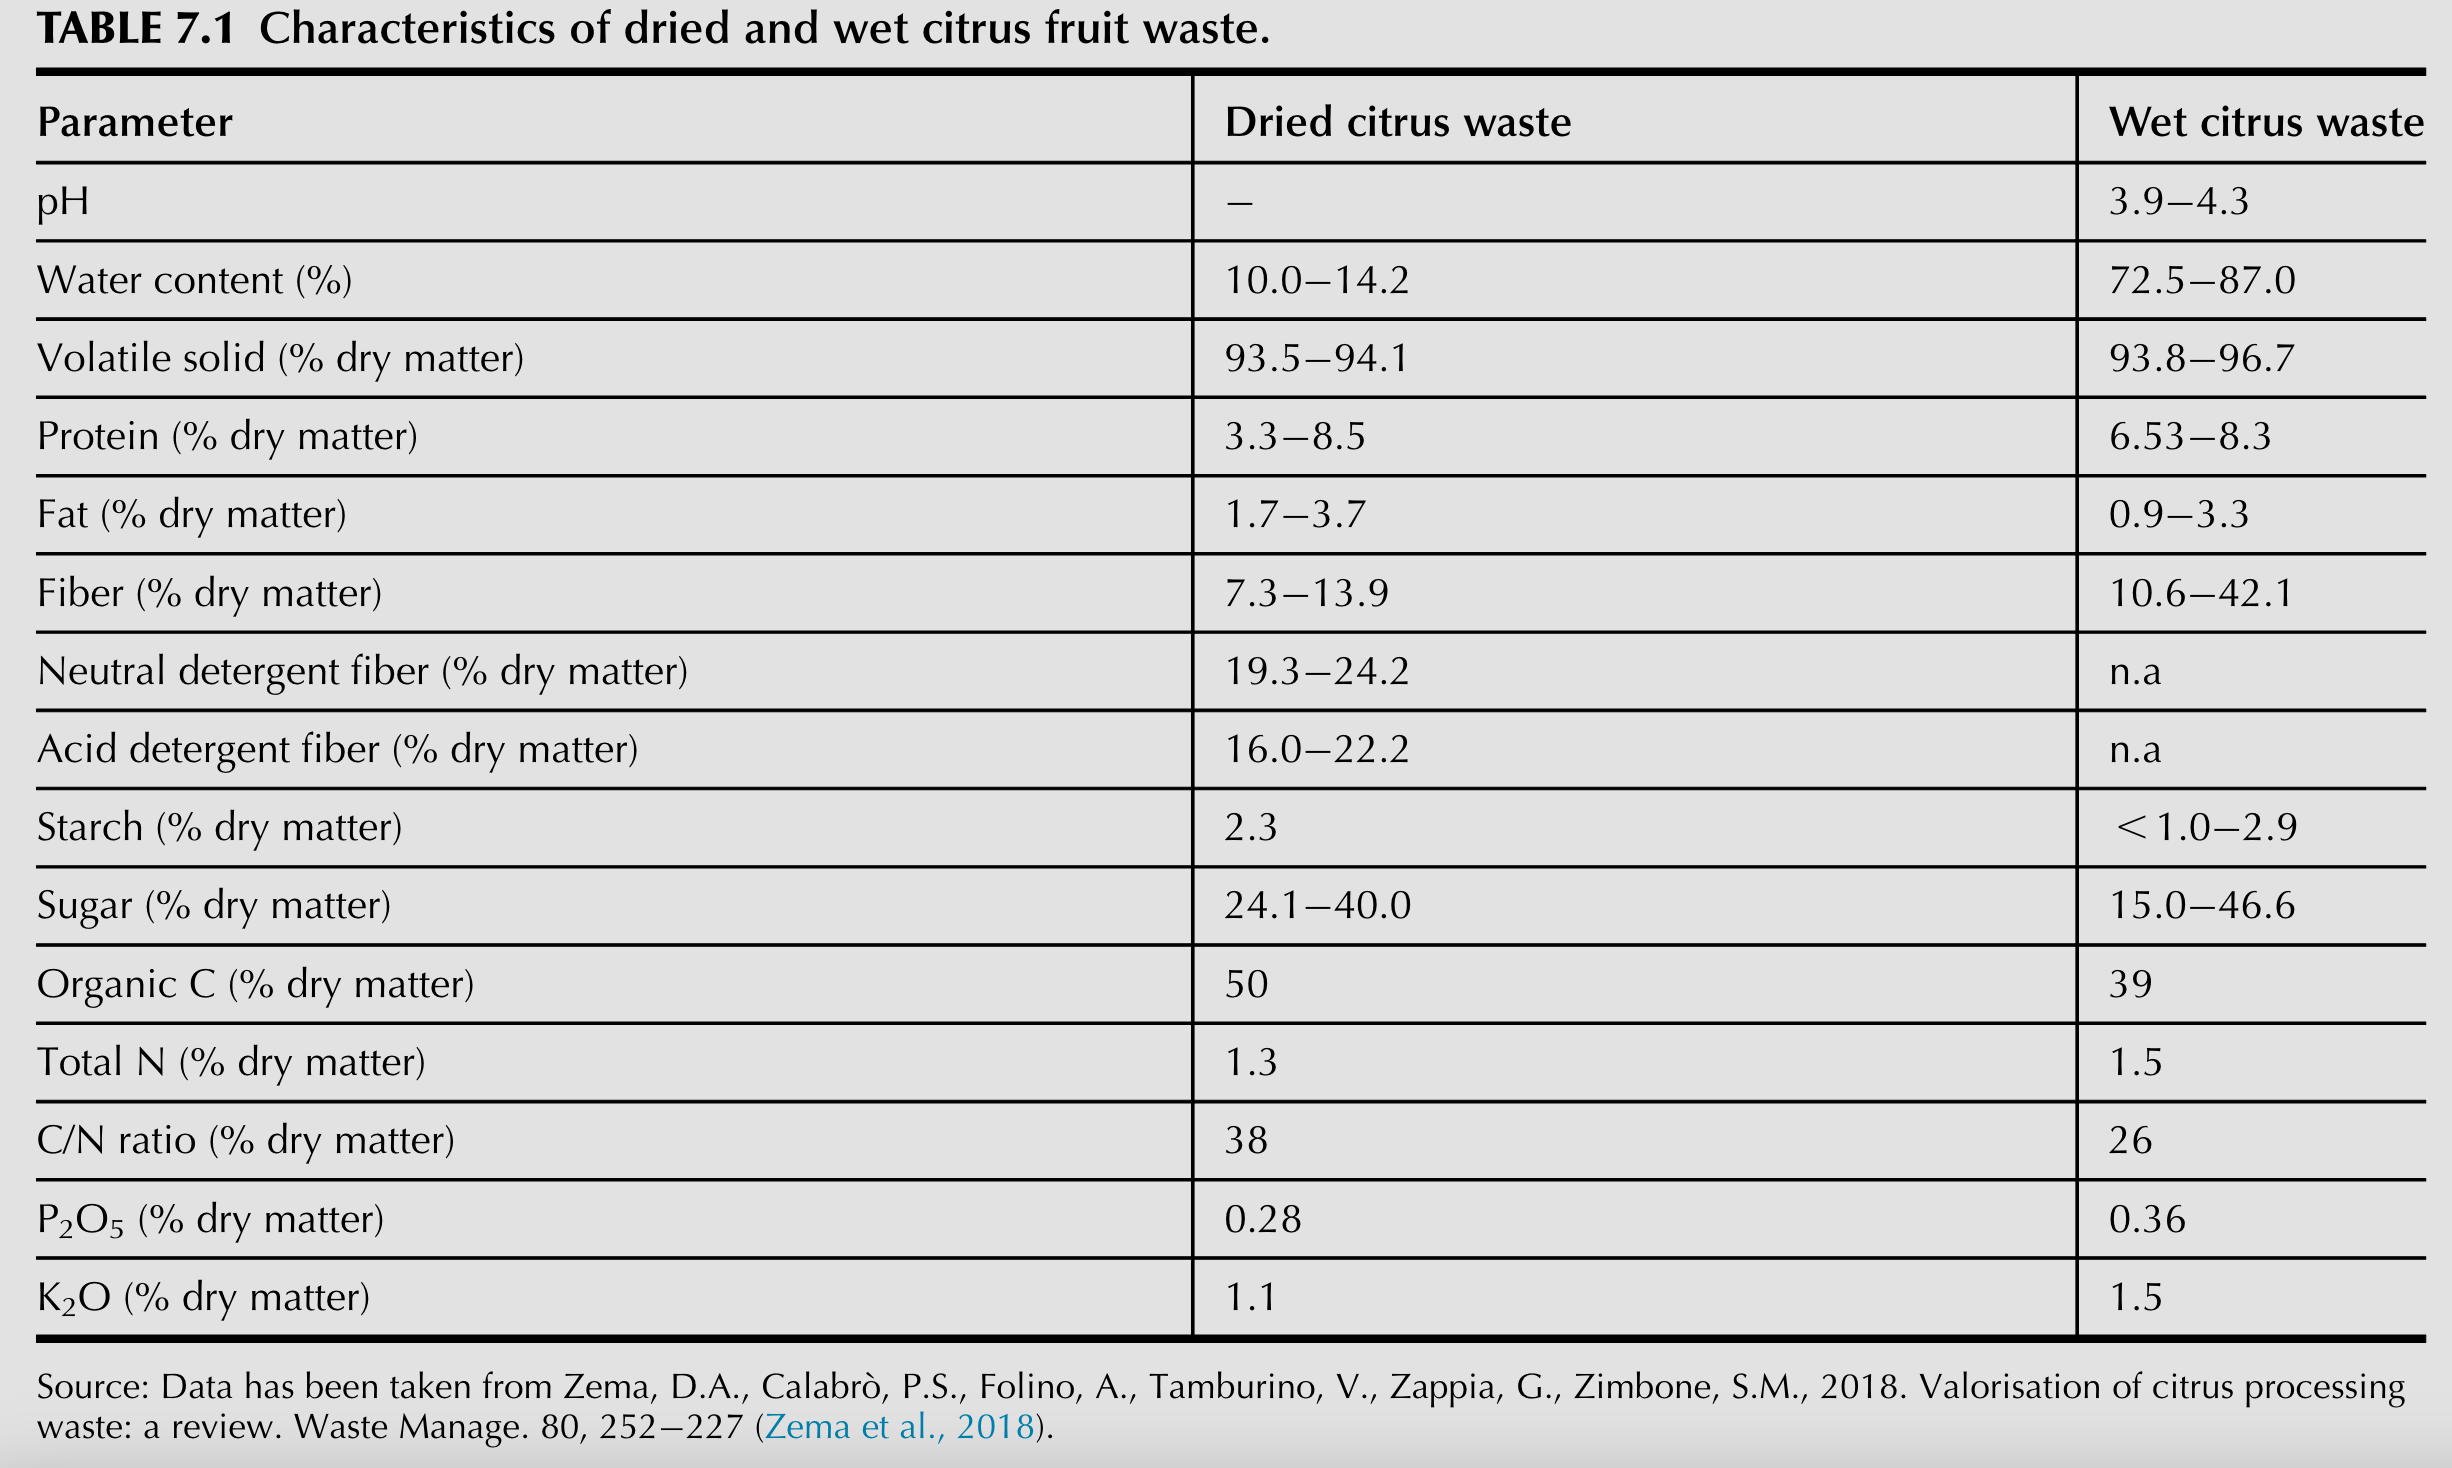 TABLE 7.1 Characteristics of dried and wet citrus fruit waste.
Parameter Dried citrus waste Wet citrus waste
pH – 3.9–4.3
Water content (%) 10.0–14.2 72.5–87.0
Volatile solid (% dry matter) 93.5–94.1 93.8–96.7
Protein (% dry matter) 3.3–8.5 6.53–8.3
Fat (% dry matter) 1.7–3.7 0.9–3.3
Fiber (% dry matter) 7.3–13.9 10.6–42.1
Neutral detergent fiber (% dry matter) 19.3–24.2 n.a
Acid detergent fiber (% dry matter) 16.0–22.2 n.a
Starch (% dry matter) 2.3 <1.0–2.9
Sugar (% dry matter) 24.1–40.0 15.0–46.6
Organic C (% dry matter) 50 39
Total N (% dry matter) 1.3 1.5
C/N ratio (% dry matter) 38 26
P₂O₅ (% dry matter) 0.28 0.36
K₂O (% dry matter) 1.1 1.5
Source: Data has been taken from Zema, D.A., Calabrò, P.S., Folino, A., Tamburino, V., Zappia, G., Zimbone, S.M., 2018. Valorisation of citrus processing
waste: a review. Waste Manage. 80, 252–227 (Zema et al., 2018).